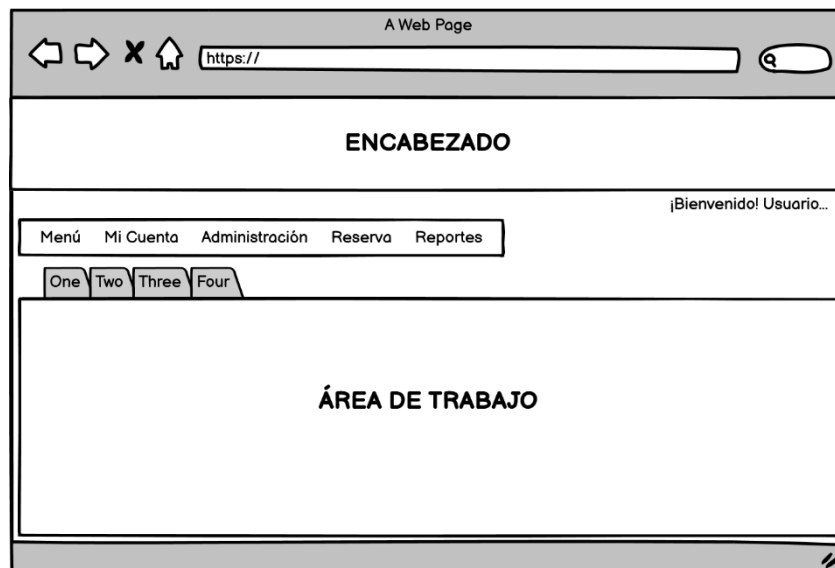 A Web Page
https://
ENCABEZADO
¡Bienvenido! Usuario...
Menú Mi Cuenta Administración Reserva Reportes
One Two Three Four
ÁREA DE TRABAJO